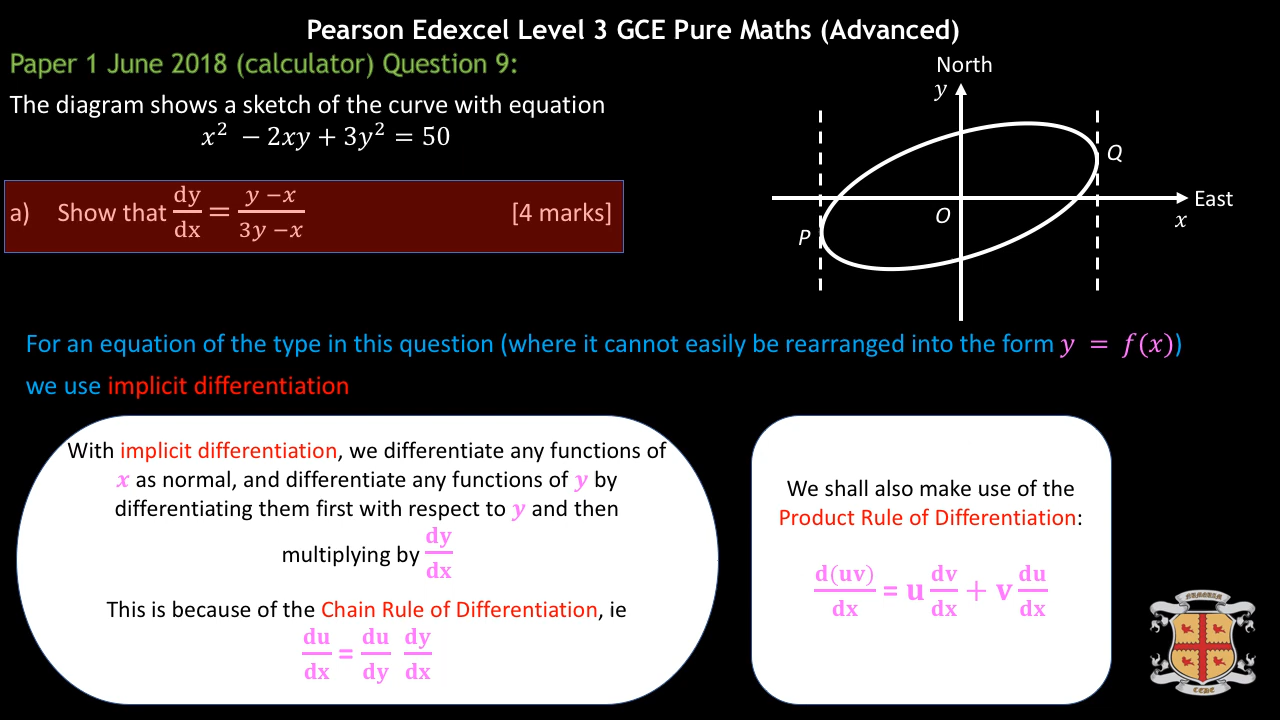 Pearson Edexcel Level 3 GCE Pure Maths (Advanced)
Paper 1 June 2018 (calculator) Question 9:
The diagram shows a sketch of the curve with equation
x² − 2xy + 3y² = 50
a) Show that dy/dx = (y − x)/(3y − x) [4 marks]
North
y
Q
East
x
O
P
For an equation of the type in this question (where it cannot easily be rearranged into the form y = f(x))
we use implicit differentiation
With implicit differentiation, we differentiate any functions of
x as normal, and differentiate any functions of y by
differentiating them first with respect to y and then
multiplying by dy/dx
This is because of the Chain Rule of Differentiation, ie
du/dx = du/dy dy/dx
We shall also make use of the
Product Rule of Differentiation:
d(uv)/dx = u dv/dx + v du/dx
CEDE